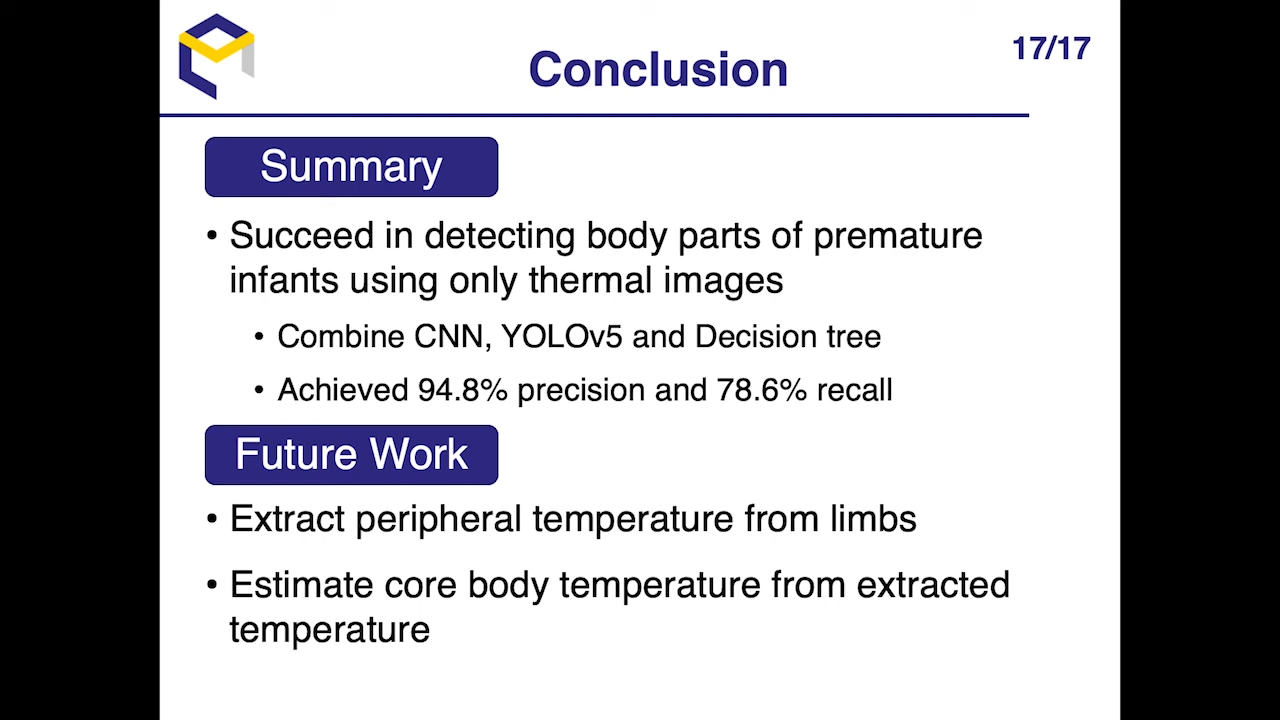 Conclusion
17/17
Summary
• Succeed in detecting body parts of premature
infants using only thermal images
• Combine CNN, YOLOv5 and Decision tree
• Achieved 94.8% precision and 78.6% recall
Future Work
• Extract peripheral temperature from limbs
• Estimate core body temperature from extracted
temperature